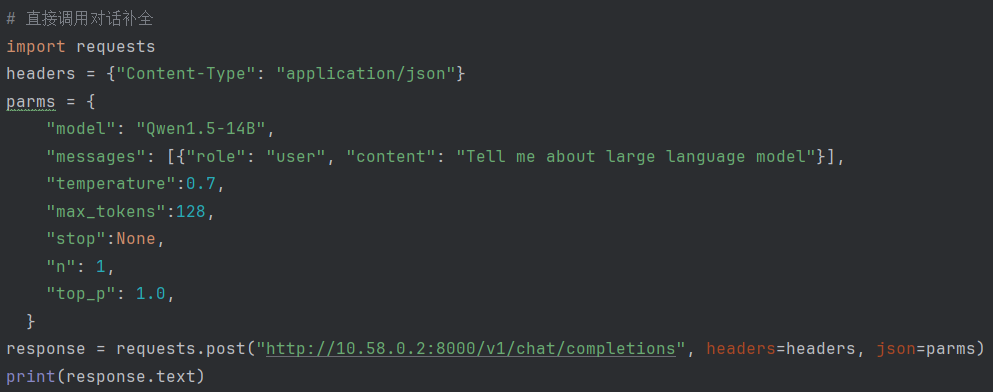 # 直接调用对话补全
import requests
headers = {"Content-Type": "application/json"}
parms = {
    "model": "Qwen1.5-14B",
    "messages": [{"role": "user", "content": "Tell me about large language model"}],
    "temperature":0.7,
    "max_tokens":128,
    "stop":None,
    "n": 1,
    "top_p": 1.0,
  }
response = requests.post("http://10.58.0.2:8000/v1/chat/completions", headers=headers, json=parms)
print(response.text)